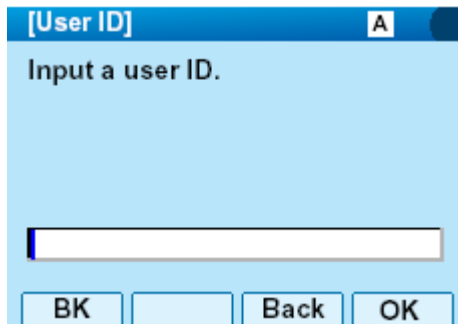 [User ID] A
Input a user ID.
BK Back OK